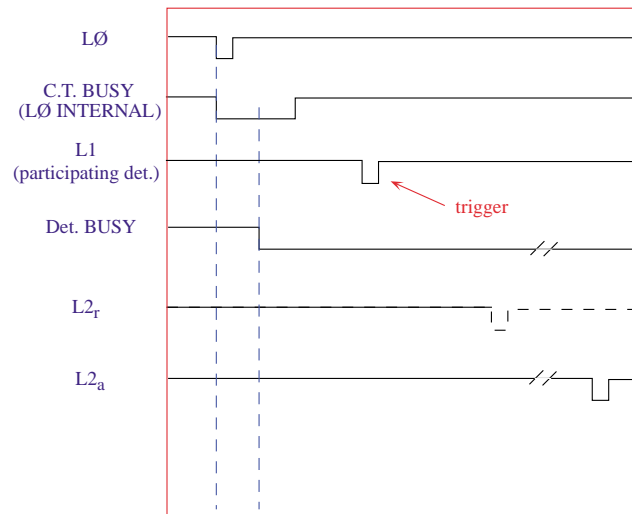 LØ
C.T. BUSY
(LØ INTERNAL)
L1
(participating det.)
trigger
Det. BUSY
L2r
L2a